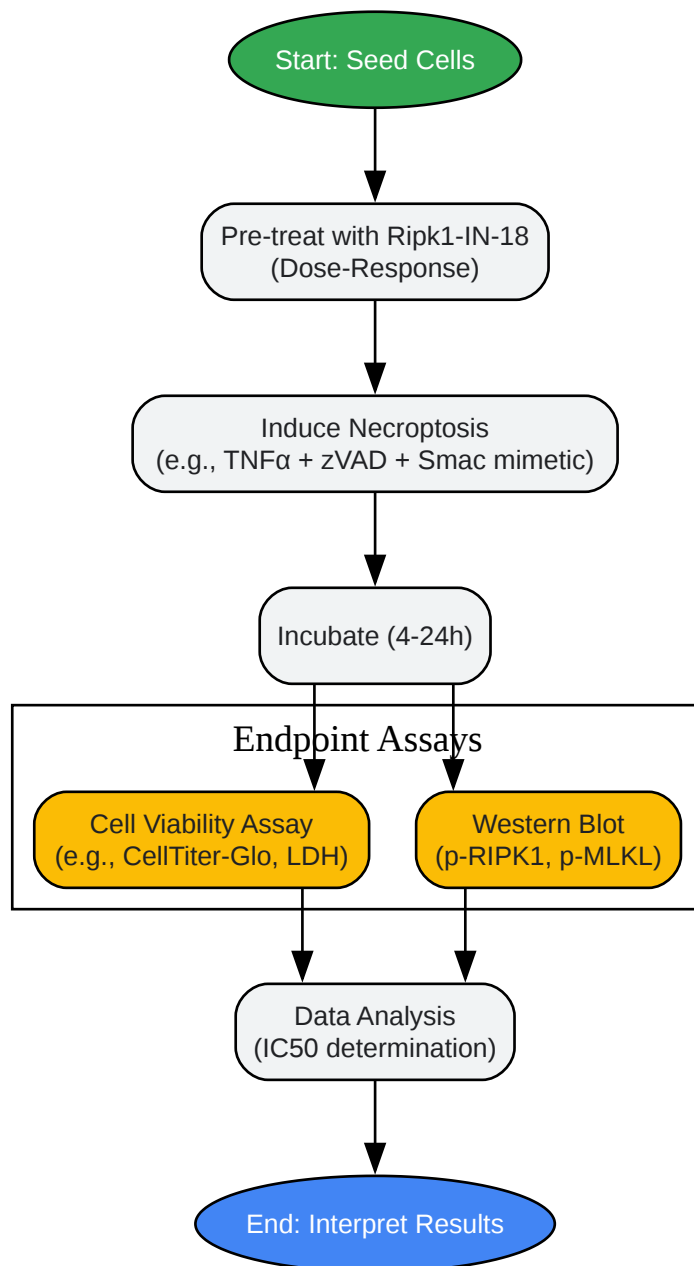 Start: Seed Cells
Pre-treat with Ripk1-IN-18
(Dose-Response)
Induce Necroptosis
(e.g., TNFα + zVAD + Smac mimetic)
Incubate (4-24h)
Endpoint Assays
Cell Viability Assay
(e.g., CellTiter-Glo, LDH)
Western Blot
(p-RIPK1, p-MLKL)
Data Analysis
(IC50 determination)
End: Interpret Results